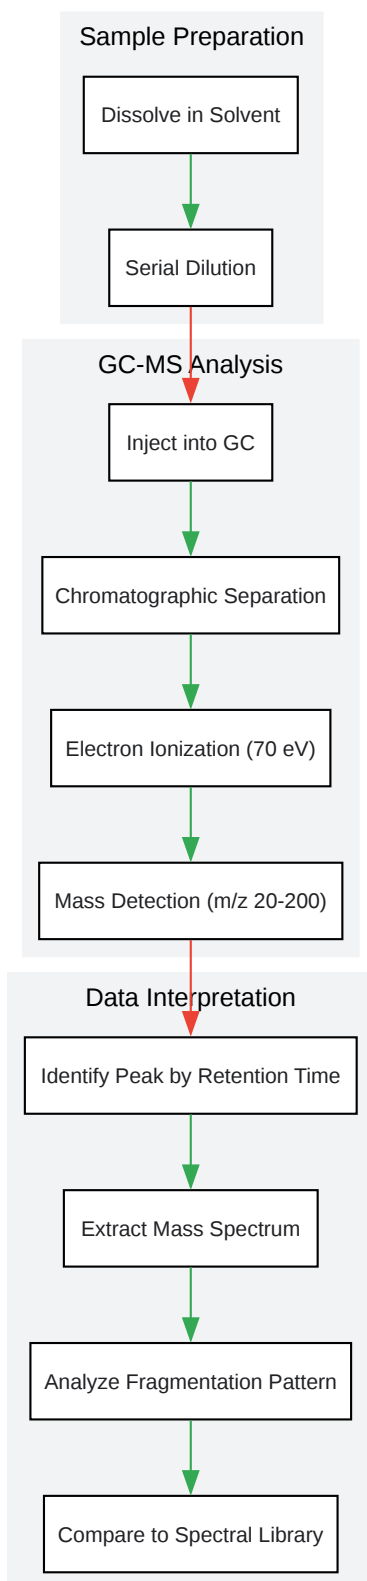 Sample Preparation
Dissolve in Solvent
Serial Dilution
GC-MS Analysis
Inject into GC
Chromatographic Separation
Electron Ionization (70 eV)
Mass Detection (m/z 20-200)
Data Interpretation
Identify Peak by Retention Time
Extract Mass Spectrum
Analyze Fragmentation Pattern
Compare to Spectral Library